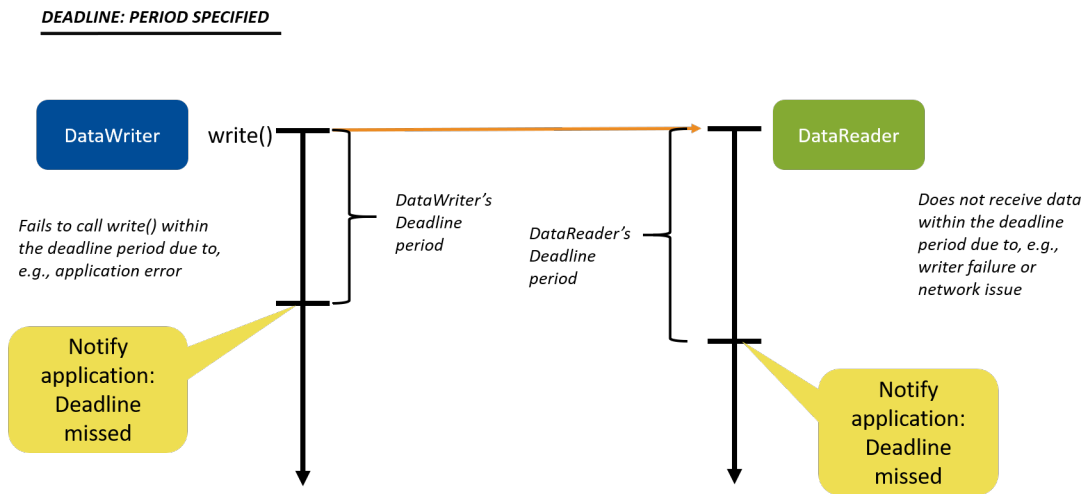 DEADLINE: PERIOD SPECIFIED
DataWriter
write()
DataReader
Fails to call write() within
the deadline period due to,
e.g., application error
DataWriter’s
Deadline
period
DataReader’s
Deadline
period
Does not receive data
within the deadline
period due to, e.g.,
writer failure or
network issue
Notify
application:
Deadline
missed
Notify
application:
Deadline
missed